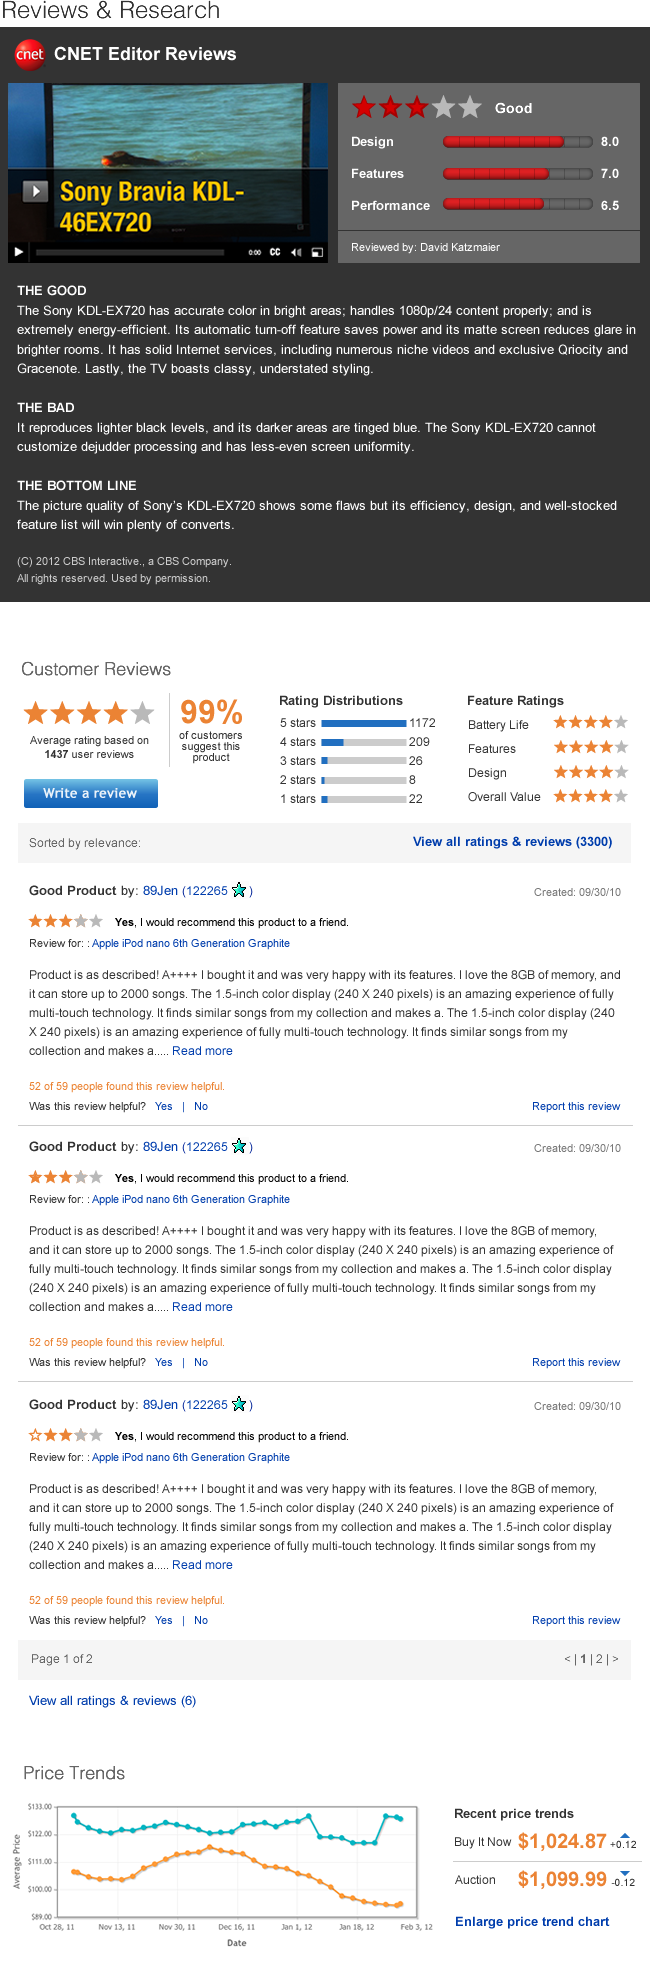 Reviews & Research
cnet CNET Editor Reviews
Sony Bravia KDL-
46EX720
SONY
0:00 CC
Good
Design 8.0
Features 7.0
Performance 6.5
Reviewed by: David Katzmaier
THE GOOD
The Sony KDL-EX720 has accurate color in bright areas; handles 1080p/24 content properly; and is
extremely energy-efficient. Its automatic turn-off feature saves power and its matte screen reduces glare in
brighter rooms. It has solid Internet services, including numerous niche videos and exclusive Qriocity and
Gracenote. Lastly, the TV boasts classy, understated styling.
THE BAD
It reproduces lighter black levels, and its darker areas are tinged blue. The Sony KDL-EX720 cannot
customize dejudder processing and has less-even screen uniformity.
THE BOTTOM LINE
The picture quality of Sony's KDL-EX720 shows some flaws but its efficiency, design, and well-stocked
feature list will win plenty of converts.
(C) 2012 CBS Interactive., a CBS Company.
All rights reserved. Used by permission.
Customer Reviews
Average rating based on
1437 user reviews
Write a review
99%
of customers
suggest this
product
Rating Distributions
5 stars 1172
4 stars 209
3 stars 26
2 stars 8
1 stars 22
Feature Ratings
Battery Life
Features
Design
Overall Value
Sorted by relevance: View all ratings & reviews (3300)
Good Product by: 89Jen (122265 ) Created: 09/30/10
Yes, I would recommend this product to a friend.
Review for: : Apple iPod nano 6th Generation Graphite
Product is as described! A++++ I bought it and was very happy with its features. I love the 8GB of memory, and
it can store up to 2000 songs. The 1.5-inch color display (240 X 240 pixels) is an amazing experience of fully
multi-touch technology. It finds similar songs from my collection and makes a. The 1.5-inch color display (240
X 240 pixels) is an amazing experience of fully multi-touch technology. It finds similar songs from my
collection and makes a..... Read more
52 of 59 people found this review helpful.
Was this review helpful? Yes | No Report this review
Good Product by: 89Jen (122265 ) Created: 09/30/10
Yes, I would recommend this product to a friend.
Review for: : Apple iPod nano 6th Generation Graphite
Product is as described! A++++ I bought it and was very happy with its features. I love the 8GB of memory,
and it can store up to 2000 songs. The 1.5-inch color display (240 X 240 pixels) is an amazing experience of
fully multi-touch technology. It finds similar songs from my collection and makes a. The 1.5-inch color display
(240 X 240 pixels) is an amazing experience of fully multi-touch technology. It finds similar songs from my
collection and makes a..... Read more
52 of 59 people found this review helpful.
Was this review helpful? Yes | No Report this review
Good Product by: 89Jen (122265 ) Created: 09/30/10
Yes, I would recommend this product to a friend.
Review for: : Apple iPod nano 6th Generation Graphite
Product is as described! A++++ I bought it and was very happy with its features. I love the 8GB of memory,
and it can store up to 2000 songs. The 1.5-inch color display (240 X 240 pixels) is an amazing experience of
fully multi-touch technology. It finds similar songs from my collection and makes a. The 1.5-inch color display
(240 X 240 pixels) is an amazing experience of fully multi-touch technology. It finds similar songs from my
collection and makes a..... Read more
52 of 59 people found this review helpful.
Was this review helpful? Yes | No Report this review
Page 1 of 2 < | 1 | 2 | >
View all ratings & reviews (6)
Price Trends
Average Price
$133.00
$122.00
$111.00
$100.00
$89.00
Oct 28, 11 Nov 13, 11 Nov 30, 11 Dec 16, 11 Jan 1, 12 Jan 18, 12 Feb 3, 12
Date
Recent price trends
Buy It Now $1,024.87 +0.12
Auction $1,099.99 -0.12
Enlarge price trend chart